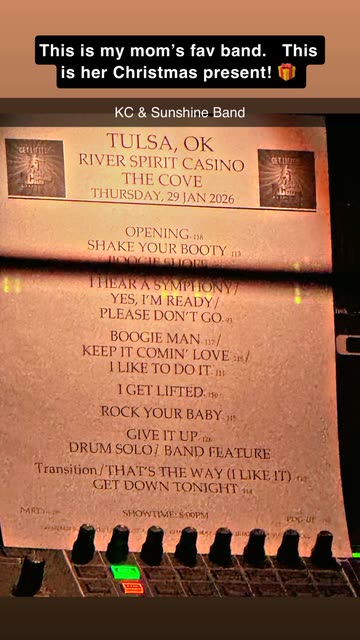 This is my mom's fav band. This
is her Christmas present! 🎁
KC & Sunshine Band
TULSA, OK
RIVER SPIRIT CASINO
THE COVE
THURSDAY, 29 JAN 2026
OPENING
SHAKE YOUR BOOTY
BOOGIE SHOES
I HEAR A SYMPHONY/
YES, I'M READY/
PLEASE DON'T GO
BOOGIE MAN /
KEEP IT COMIN' LOVE /
I LIKE TO DO IT
I GET LIFTED
ROCK YOUR BABY
GIVE IT UP
DRUM SOLO/ BAND FEATURE
Transition/THAT'S THE WAY (I LIKE IT)
GET DOWN TONIGHT
SHOWTIME: 8:00PM